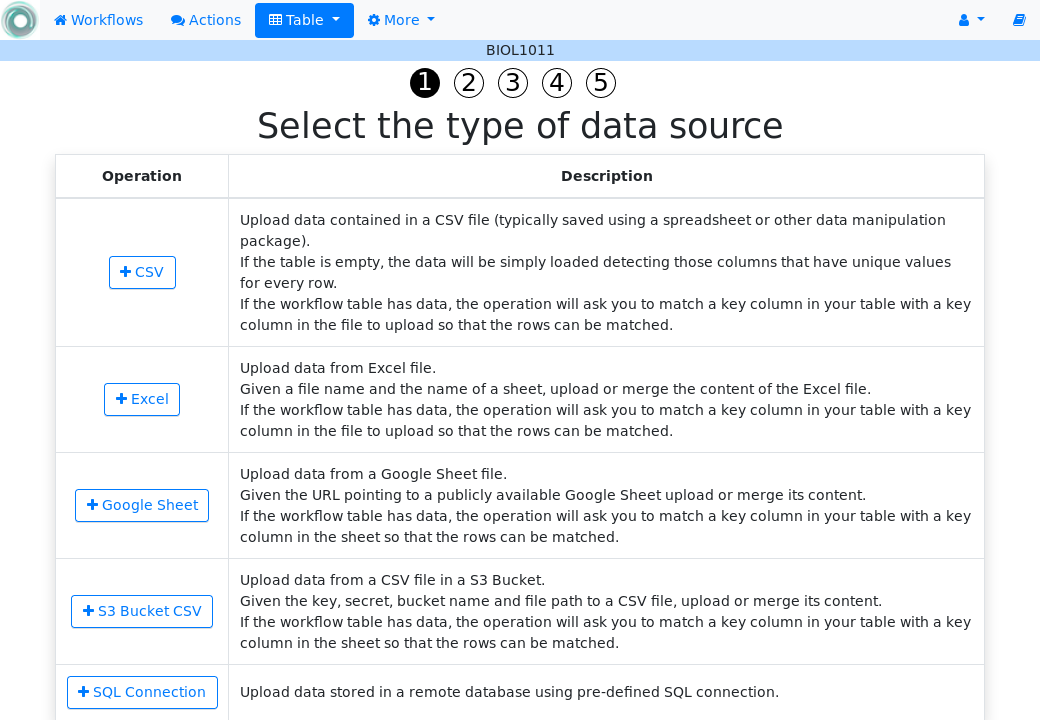 Workflows Actions Table More
BIOL1011
1 2 3 4 5
Select the type of data source
Operation Description
CSV
Upload data contained in a CSV file (typically saved using a spreadsheet or other data manipulation
package).
If the table is empty, the data will be simply loaded detecting those columns that have unique values
for every row.
If the workflow table has data, the operation will ask you to match a key column in your table with a key
column in the file to upload so that the rows can be matched.
Excel
Upload data from Excel file.
Given a file name and the name of a sheet, upload or merge the content of the Excel file.
If the workflow table has data, the operation will ask you to match a key column in your table with a key
column in the file to upload so that the rows can be matched.
Google Sheet
Upload data from a Google Sheet file.
Given the URL pointing to a publicly available Google Sheet upload or merge its content.
If the workflow table has data, the operation will ask you to match a key column in your table with a key
column in the sheet so that the rows can be matched.
S3 Bucket CSV
Upload data from a CSV file in a S3 Bucket.
Given the key, secret, bucket name and file path to a CSV file, upload or merge its content.
If the workflow table has data, the operation will ask you to match a key column in your table with a key
column in the sheet so that the rows can be matched.
SQL Connection
Upload data stored in a remote database using pre-defined SQL connection.